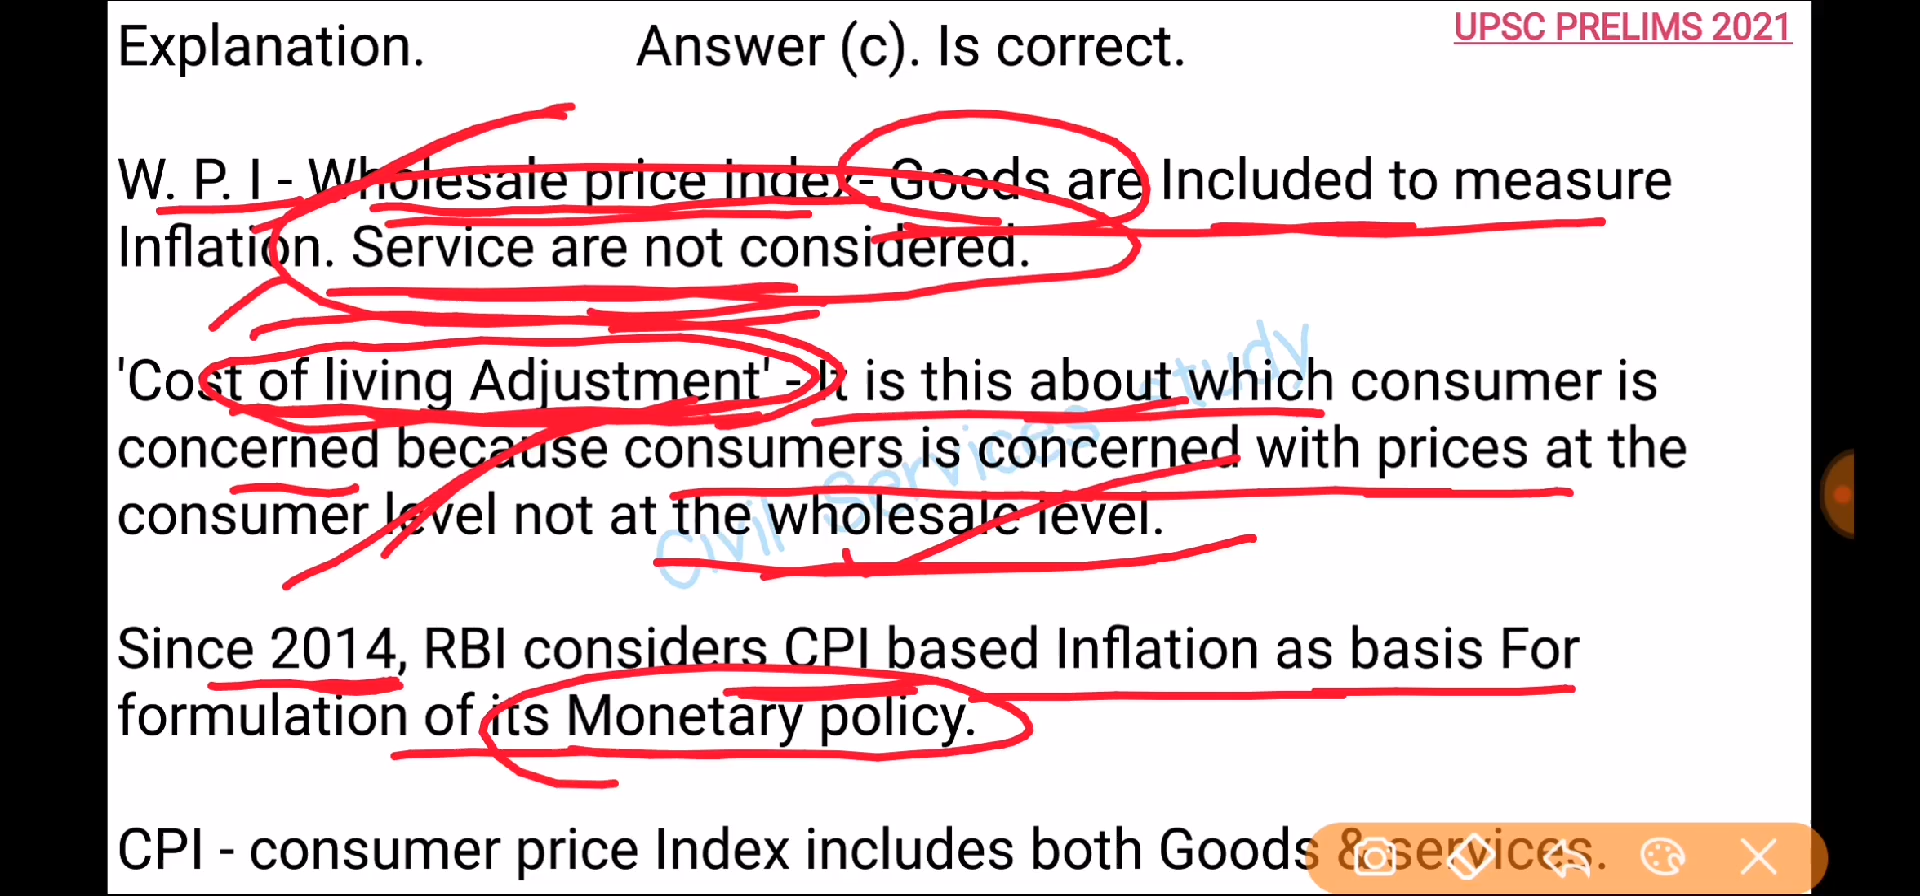 Explanation. Answer (c). Is correct.
UPSC PRELIMS 2021
W. P. I - Wholesale price Index- Goods are Included to measure
Inflation. Service are not considered.
'Cost of living Adjustment' - It is this about which consumer is
concerned because consumers is concerned with prices at the
consumer level not at the wholesale level.
Civil Services study
Since 2014, RBI considers CPI based Inflation as basis For
formulation of its Monetary policy.
CPI - consumer price Index includes both Goods & services.